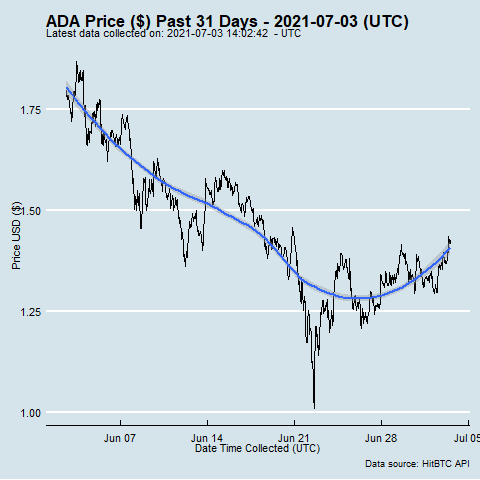 ADA Price ($) Past 31 Days - 2021-07-03 (UTC)
Latest data collected on: 2021-07-03 14:02:42 - UTC
1.75
1.50
1.25
1.00
Price USD ($)
Jun 07
Jun 14
Jun 21
Jun 28
Jul 05
Date Time Collected (UTC)
Data source: HitBTC API